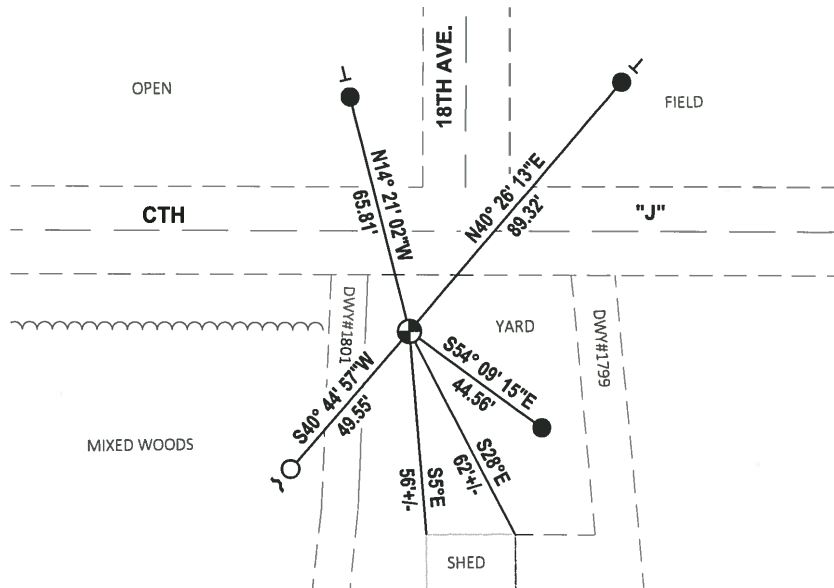 OPEN
18TH AVE.
FIELD
N14° 21' 02"W
65.81'
N40° 26' 13"E
89.32'
CTH
"J"
DWY#1801
YARD
DWY#1799
S54° 09' 15"E
44.56'
S40° 44' 57"W
49.55'
MIXED WOODS
S5°E
56'+/-
S28°E
62'+/-
SHED